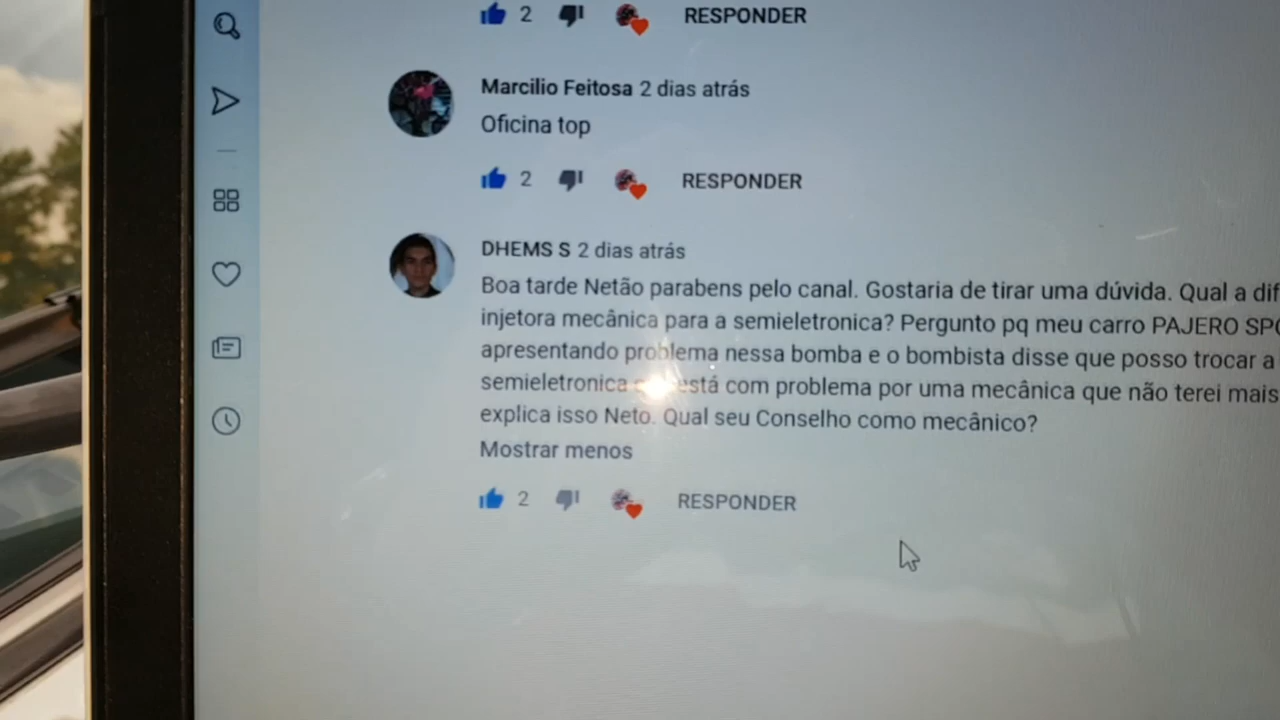 2 RESPONDER
Marcilio Feitosa 2 dias atrás
Oficina top
2 RESPONDER
DHEMS S 2 dias atrás
Boa tarde Netão parabens pelo canal. Gostaria de tirar uma dúvida. Qual a dif
injetora mecânica para a semieletronica? Pergunto pq meu carro PAJERO SPO
apresentando problema nessa bomba e o bombista disse que posso trocar a
semieletronica está com problema por uma mecânica que não terei mais
explica isso Neto. Qual seu Conselho como mecânico?
Mostrar menos
2 RESPONDER